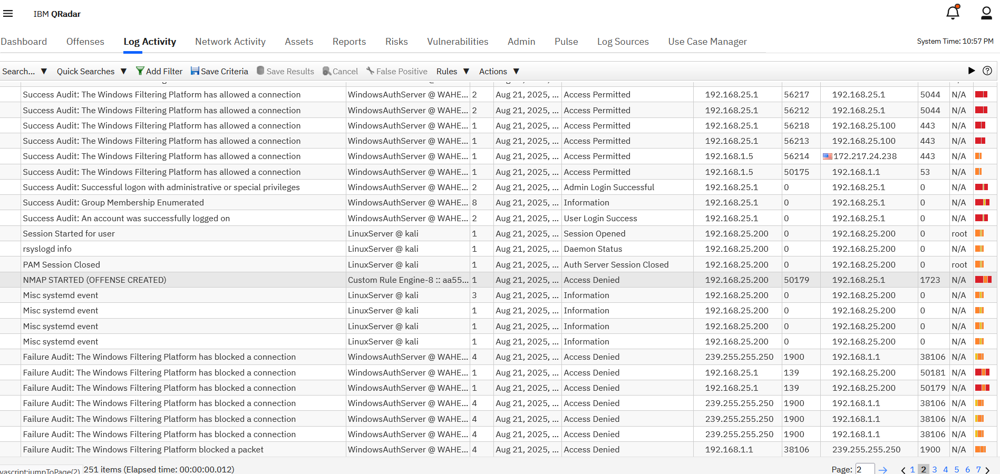 IBM QRadar
Dashboard Offenses Log Activity Network Activity Assets Reports Risks Vulnerabilities Admin Pulse Log Sources Use Case Manager System Time: 10:57 PM
Search... ▼ Quick Searches ▼ Add Filter Save Criteria Save Results Cancel False Positive Rules ▼ Actions ▼
Success Audit: The Windows Filtering Platform has allowed a connection WindowsAuthServer @ WAHE... 2 Aug 21, 2025, ... Access Permitted 192.168.25.1 56217 192.168.25.1 5044 N/A
Success Audit: The Windows Filtering Platform has allowed a connection WindowsAuthServer @ WAHE... 2 Aug 21, 2025, ... Access Permitted 192.168.25.1 56212 192.168.25.1 5044 N/A
Success Audit: The Windows Filtering Platform has allowed a connection WindowsAuthServer @ WAHE... 1 Aug 21, 2025, ... Access Permitted 192.168.25.1 56218 192.168.25.100 443 N/A
Success Audit: The Windows Filtering Platform has allowed a connection WindowsAuthServer @ WAHE... 1 Aug 21, 2025, ... Access Permitted 192.168.25.1 56213 192.168.25.100 443 N/A
Success Audit: The Windows Filtering Platform has allowed a connection WindowsAuthServer @ WAHE... 1 Aug 21, 2025, ... Access Permitted 192.168.1.5 56214 172.217.24.238 443 N/A
Success Audit: The Windows Filtering Platform has allowed a connection WindowsAuthServer @ WAHE... 1 Aug 21, 2025, ... Access Permitted 192.168.1.5 50175 192.168.1.1 53 N/A
Success Audit: Successful logon with administrative or special privileges WindowsAuthServer @ WAHE... 2 Aug 21, 2025, ... Admin Login Successful 192.168.25.1 0 192.168.25.1 0 N/A
Success Audit: Group Membership Enumerated WindowsAuthServer @ WAHE... 8 Aug 21, 2025, ... Information 192.168.25.1 0 192.168.25.1 0 N/A
Success Audit: An account was successfully logged on WindowsAuthServer @ WAHE... 2 Aug 21, 2025, ... User Login Success 192.168.25.1 0 192.168.25.1 0 N/A
Session Started for user LinuxServer @ kali 1 Aug 21, 2025, ... Session Opened 192.168.25.200 0 192.168.25.200 0 root
rsyslogd info LinuxServer @ kali 1 Aug 21, 2025, ... Daemon Status 192.168.25.200 0 192.168.25.200 0 N/A
PAM Session Closed LinuxServer @ kali 1 Aug 21, 2025, ... Auth Server Session Closed 192.168.25.200 0 192.168.25.200 0 root
NMAP STARTED (OFFENSE CREATED) Custom Rule Engine-8 :: aa55... 1 Aug 21, 2025, ... Access Denied 192.168.25.200 50179 192.168.25.1 1723 N/A
Misc systemd event LinuxServer @ kali 3 Aug 21, 2025, ... Information 192.168.25.200 0 192.168.25.200 0 N/A
Misc systemd event LinuxServer @ kali 1 Aug 21, 2025, ... Information 192.168.25.200 0 192.168.25.200 0 N/A
Misc systemd event LinuxServer @ kali 1 Aug 21, 2025, ... Information 192.168.25.200 0 192.168.25.200 0 N/A
Misc systemd event LinuxServer @ kali 1 Aug 21, 2025, ... Information 192.168.25.200 0 192.168.25.200 0 N/A
Failure Audit: The Windows Filtering Platform has blocked a connection WindowsAuthServer @ WAHE... 4 Aug 21, 2025, ... Access Denied 239.255.255.250 1900 192.168.1.1 38106 N/A
Failure Audit: The Windows Filtering Platform has blocked a connection WindowsAuthServer @ WAHE... 1 Aug 21, 2025, ... Access Denied 192.168.25.1 139 192.168.25.200 50181 N/A
Failure Audit: The Windows Filtering Platform has blocked a connection WindowsAuthServer @ WAHE... 1 Aug 21, 2025, ... Access Denied 192.168.25.1 139 192.168.25.200 50179 N/A
Failure Audit: The Windows Filtering Platform has blocked a connection WindowsAuthServer @ WAHE... 4 Aug 21, 2025, ... Access Denied 239.255.255.250 1900 192.168.1.1 38106 N/A
Failure Audit: The Windows Filtering Platform has blocked a connection WindowsAuthServer @ WAHE... 4 Aug 21, 2025, ... Access Denied 239.255.255.250 1900 192.168.1.1 38106 N/A
Failure Audit: The Windows Filtering Platform has blocked a connection WindowsAuthServer @ WAHE... 4 Aug 21, 2025, ... Access Denied 239.255.255.250 1900 192.168.1.1 38106 N/A
Failure Audit: The Windows Filtering Platform blocked a packet WindowsAuthServer @ WAHE... 4 Aug 21, 2025, ... Access Denied 192.168.1.1 38106 239.255.255.250 1900 N/A
vascript:jumpToPage(2) 251 items (Elapsed time: 00:00:00.012) Page: 2 → < 1 2 3 4 5 6 7 >